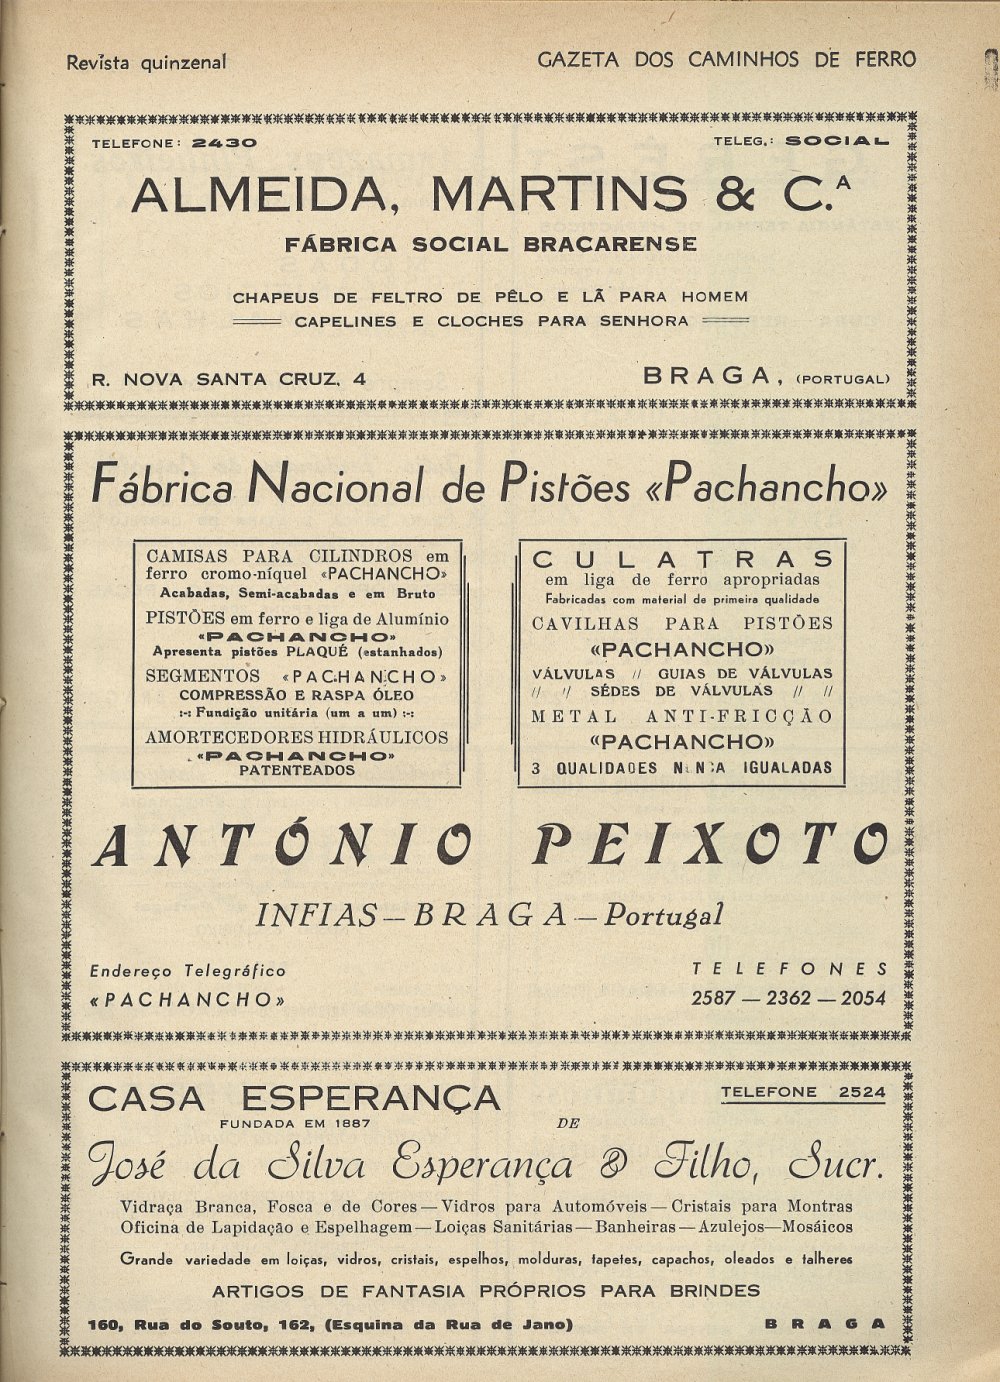 Revista quinzenal
GAZETA DOS CAMINHOS DE FERRO
TELEFONE: 2430
TELEG.: SOCIAL
ALMEIDA, MARTINS & C.A
FÁBRICA SOCIAL BRACARENSE
CHAPEUS DE FELTRO DE PÊLO E LÃ PARA HOMEM
CAPELINES E CLOCHES PARA SENHORA
R. NOVA SANTA CRUZ, 4
BRAGA, (PORTUGAL)
Fábrica Nacional de Pistões «Pachancho»
CAMISAS PARA CILINDROS em
ferro cromo-níquel «PACHANCHO»
Acabadas, Semi-acabadas e em Bruto
PISTÕES em ferro e liga de Alumínio
«PACHANCHO»
Apresenta pistões PLAQUÉ (estanhados)
SEGMENTOS «PACHANCHO»
COMPRESSÃO E RASPA ÓLEO
:-: Fundição unitária (um a um) :-:
AMORTECEDORES HIDRÁULICOS
«PACHANCHO»
PATENTEADOS
CULATRAS
em liga de ferro apropriadas
Fabricadas com material de primeira qualidade
CAVILHAS PARA PISTÕES
«PACHANCHO»
VÁLVULAS // GUIAS DE VÁLVULAS
// // SÉDES DE VÁLVULAS // //
METAL ANTI-FRICÇÃO
«PACHANCHO»
3 QUALIDADES NUNCA IGUALADAS
ANTÓNIO PEIXOTO
INFIAS — BRAGA — Portugal
Endereço Telegráfico
«PACHANCHO»
TELEFONES
2587 — 2362 — 2054
CASA ESPERANÇA
TELEFONE 2524
FUNDADA EM 1887
DE
José da Silva Esperança & Filho, Sucr.
Vidraça Branca, Fosca e de Cores — Vidros para Automóveis — Cristais para Montras
Oficina de Lapidação e Espelhagem — Loiças Sanitárias — Banheiras — Azulejos — Mosáicos
Grande variedade em loiças, vidros, cristais, espelhos, molduras, tapetes, capachos, oleados e talheres
ARTIGOS DE FANTASIA PRÓPRIOS PARA BRINDES
160, Rua do Souto, 162, (Esquina da Rua de Jano)
BRAGA